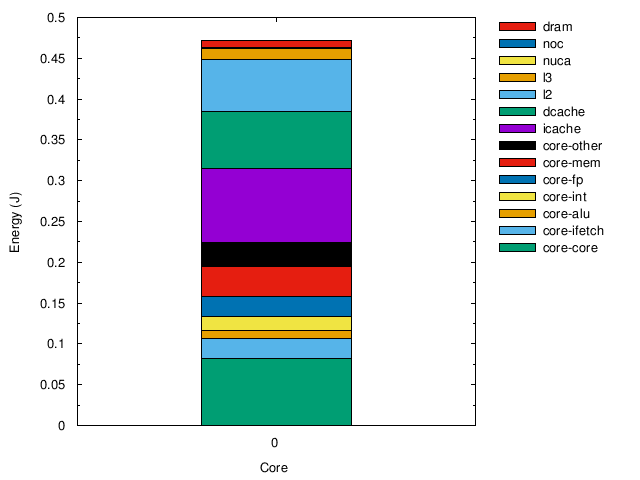 0.5
0.45
0.4
0.35
0.3
0.25
0.2
0.15
0.1
0.05
0
Energy (J)
0
Core
dram
noc
nuca
l3
l2
dcache
icache
core-other
core-mem
core-fp
core-int
core-alu
core-ifetch
core-core